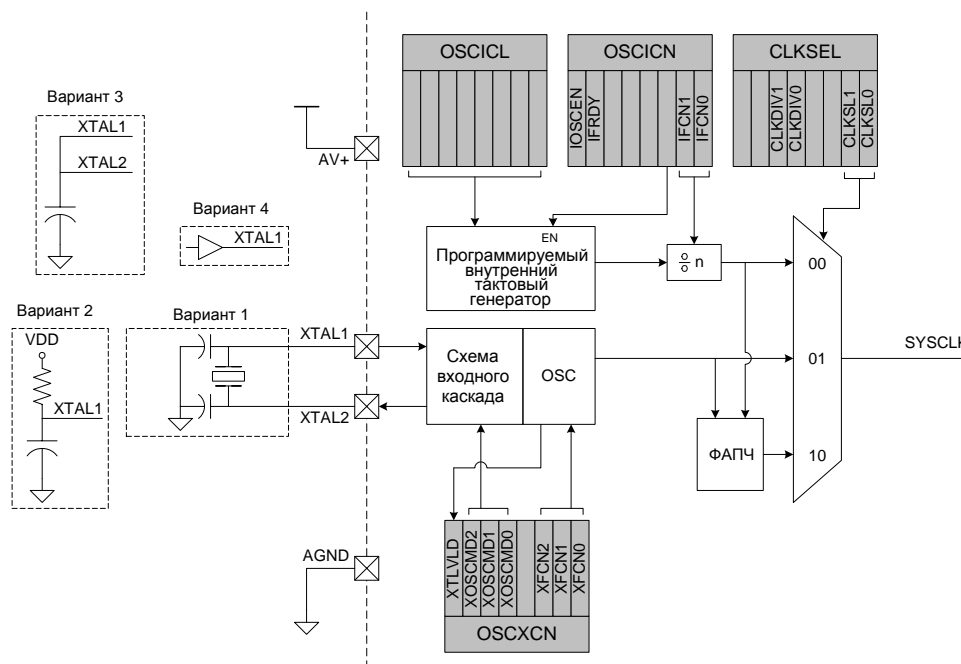 OSCICL
OSCICN
CLKSEL
IOSCEN
IFRDY
IFCN1
IFCN0
CLKDIV1
CLKDIV0
CLKSL1
CLKSL0
Вариант 3
XTAL1
XTAL2
AV+
Вариант 4
XTAL1
EN
Программируемый
внутренний
тактовый
генератор
n
00
Вариант 2
VDD
XTAL1
Вариант 1
XTAL1
XTAL2
Схема
входного
каскада
OSC
01
SYSCLK
ФАПЧ
10
AGND
XTLVLD
XOSCMD2
XOSCMD1
XOSCMD0
XFCN2
XFCN1
XFCN0
OSCXCN